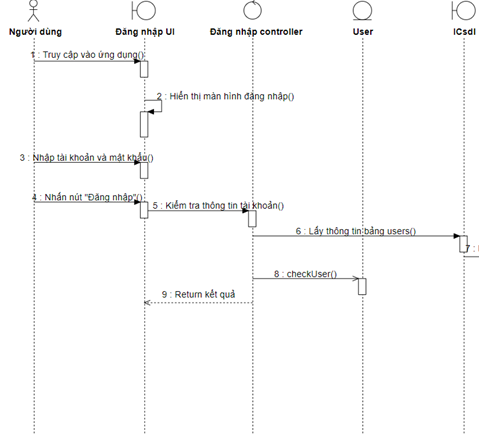 Người dùng
Đăng nhập UI
Đăng nhập controller
User
ICsdl
1 : Truy cập vào ứng dụng()
2 : Hiển thị màn hình đăng nhập()
3 : Nhập tài khoản và mật khẩu()
4 : Nhấn nút "Đăng nhập"()
5 : Kiểm tra thông tin tài khoản()
6 : Lấy thông tin bảng users()
7 :
8 : checkUser()
9 : Return kết quả